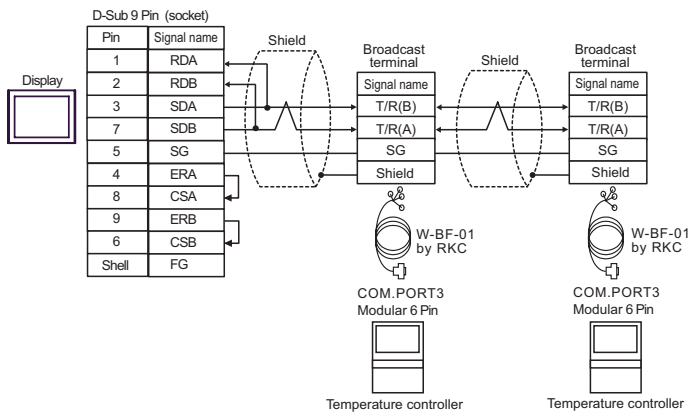 D-Sub 9 Pin (socket)
Pin Signal name
1 RDA
2 RDB
3 SDA
7 SDB
5 SG
4 ERA
8 CSA
9 ERB
6 CSB
Shell FG
Display
Shield
Broadcast
terminal
Signal name
T/R(B)
T/R(A)
SG
Shield
W-BF-01
by RKC
COM.PORT3
Modular 6 Pin
Temperature controller
Shield
Broadcast
terminal
Signal name
T/R(B)
T/R(A)
SG
Shield
W-BF-01
by RKC
COM.PORT3
Modular 6 Pin
Temperature controller